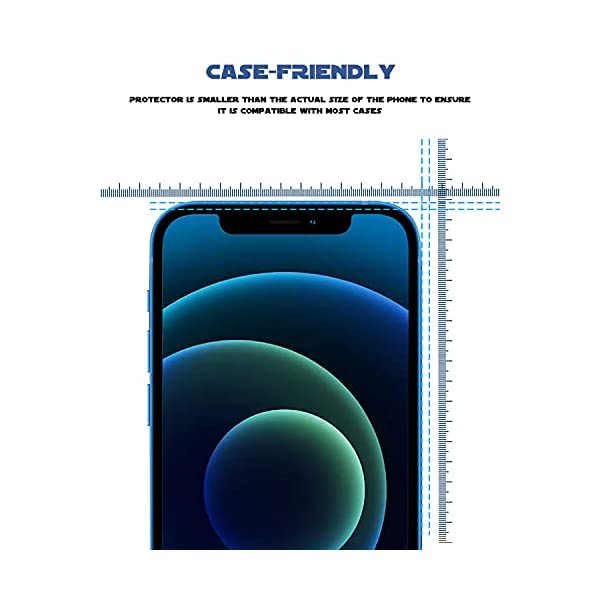 CASE-FRIENDLY
PROTECTOR IS SMALLER THAN THE ACTUAL SIZE OF THE PHONE TO ENSURE
IT IS COMPATIBLE WITH MOST CASES